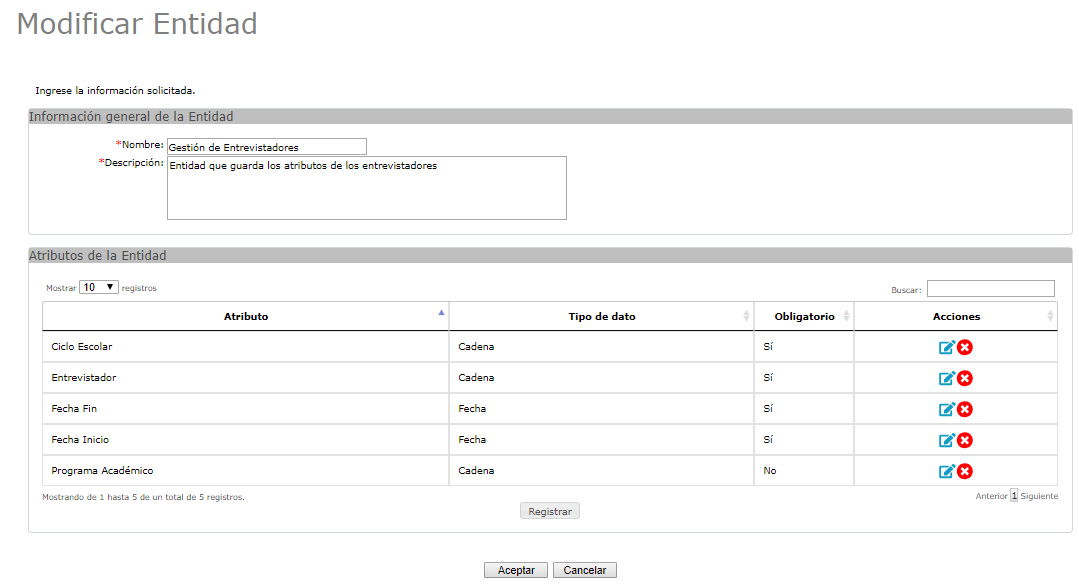 Modificar Entidad
Ingrese la información solicitada.
Información general de la Entidad
*Nombre: Gestión de Entrevistadores
*Descripción: Entidad que guarda los atributos de los entrevistadores
Atributos de la Entidad
Mostrar 10 registros Buscar:
Atributo Tipo de dato Obligatorio Acciones
Ciclo Escolar Cadena Sí
Entrevistador Cadena Sí
Fecha Fin Fecha Sí
Fecha Inicio Fecha Sí
Programa Académico Cadena No
Mostrando de 1 hasta 5 de un total de 5 registros. Anterior 1 Siguiente
Registrar
Aceptar Cancelar